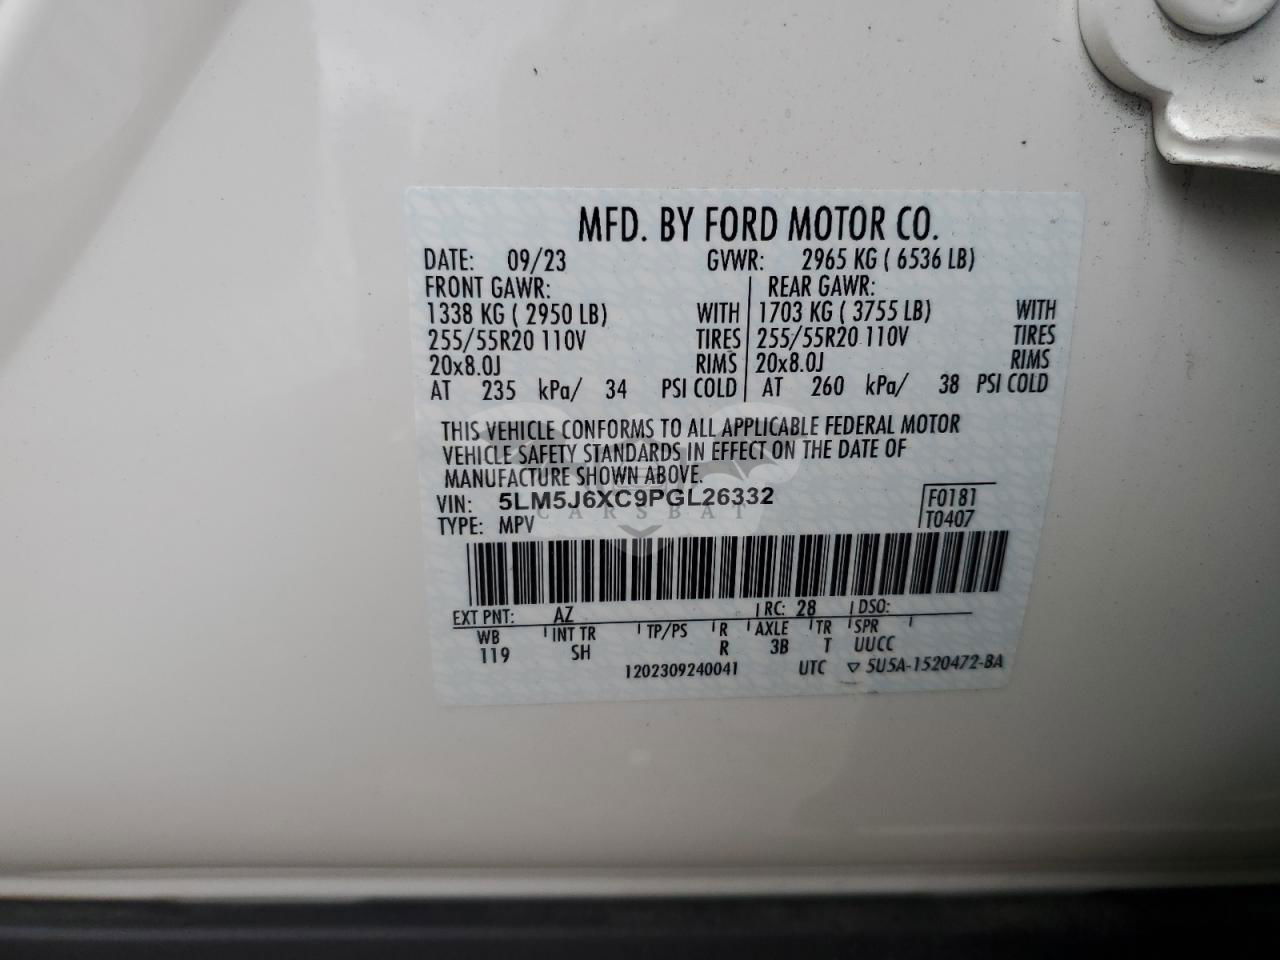 MFD. BY FORD MOTOR CO.
DATE: 09/23 GVWR: 2965 KG ( 6536 LB)
FRONT GAWR: REAR GAWR:
1338 KG ( 2950 LB) WITH 1703 KG ( 3755 LB) WITH
255/55R20 110V TIRES 255/55R20 110V TIRES
20x8.0J RIMS 20x8.0J RIMS
AT 235 kPa/ 34 PSI COLD AT 260 kPa/ 38 PSI COLD
THIS VEHICLE CONFORMS TO ALL APPLICABLE FEDERAL MOTOR
VEHICLE SAFETY STANDARDS IN EFFECT ON THE DATE OF
MANUFACTURE SHOWN ABOVE.
VIN: 5LM5J6XC9PGL26332 F0181
CARSBAT
TYPE: MPV T0407
EXT PNT: AZ RC: 28 DSO:
WB INT TR TP/PS R AXLE TR SPR
119 SH R 3B T UUCC
1202309240041 UTC ▽ 5U5A-1520472-BA